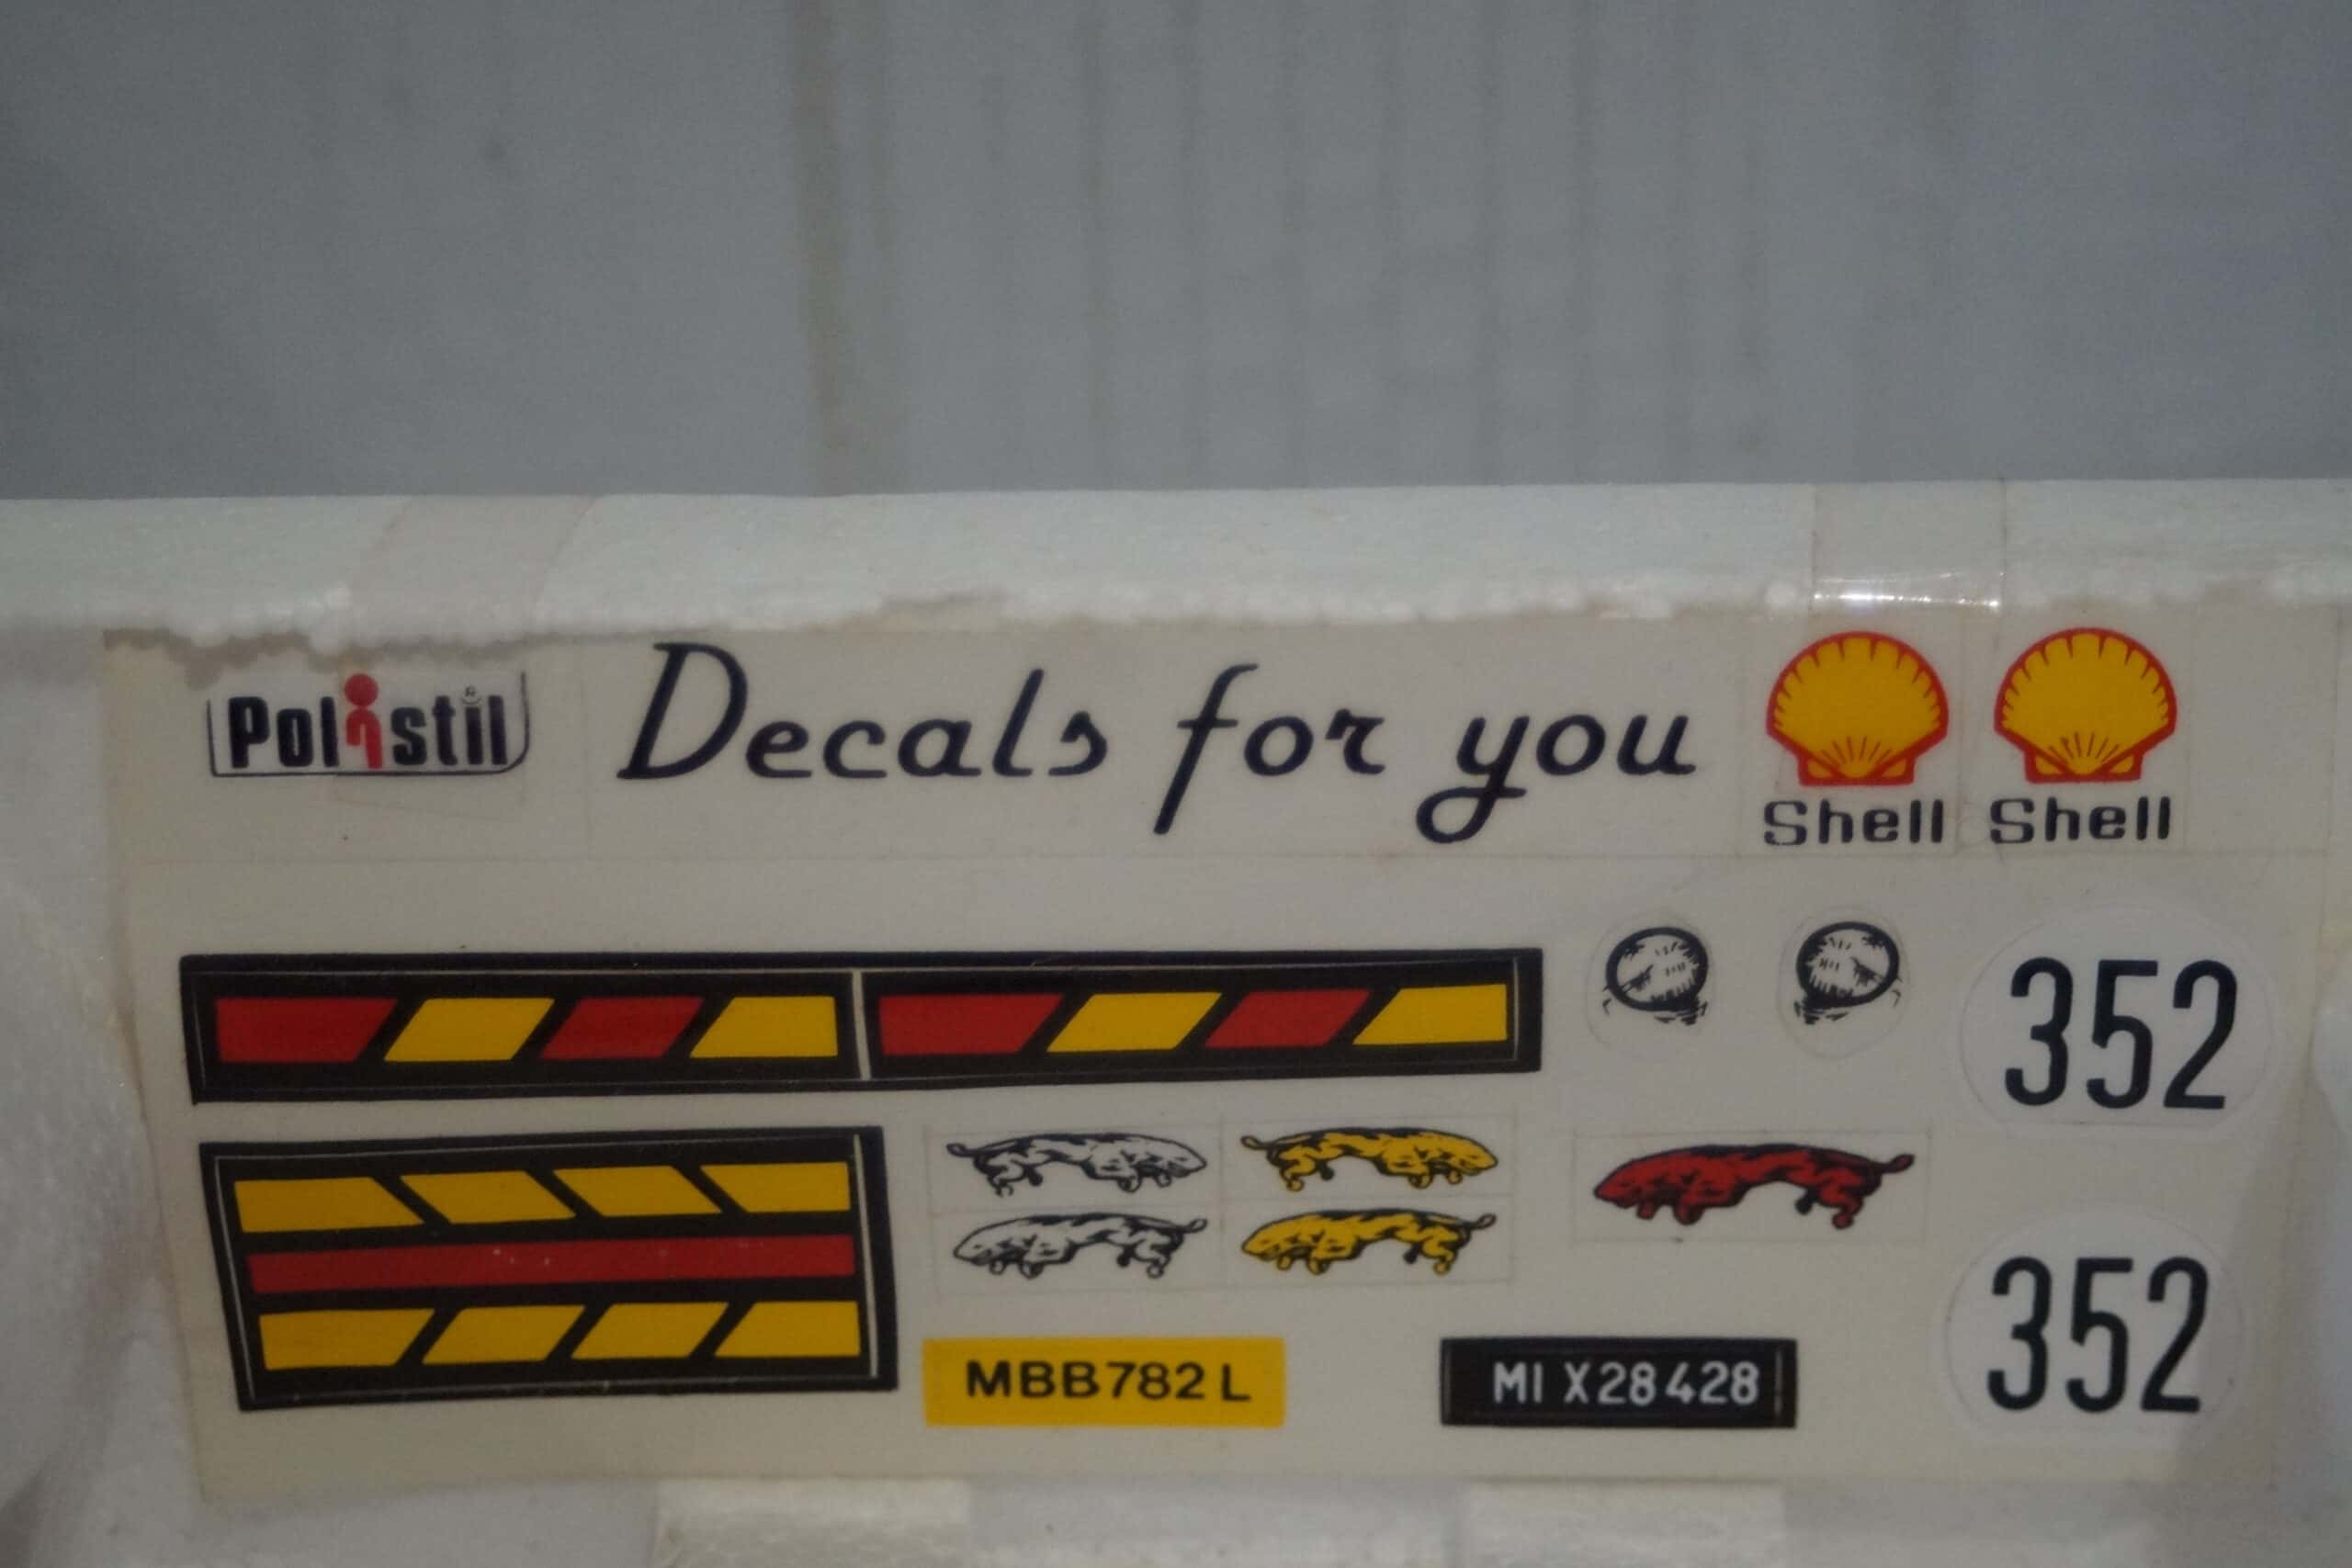 Polistil Decals for you
Shell Shell
352
352
MBB782L MI X28428